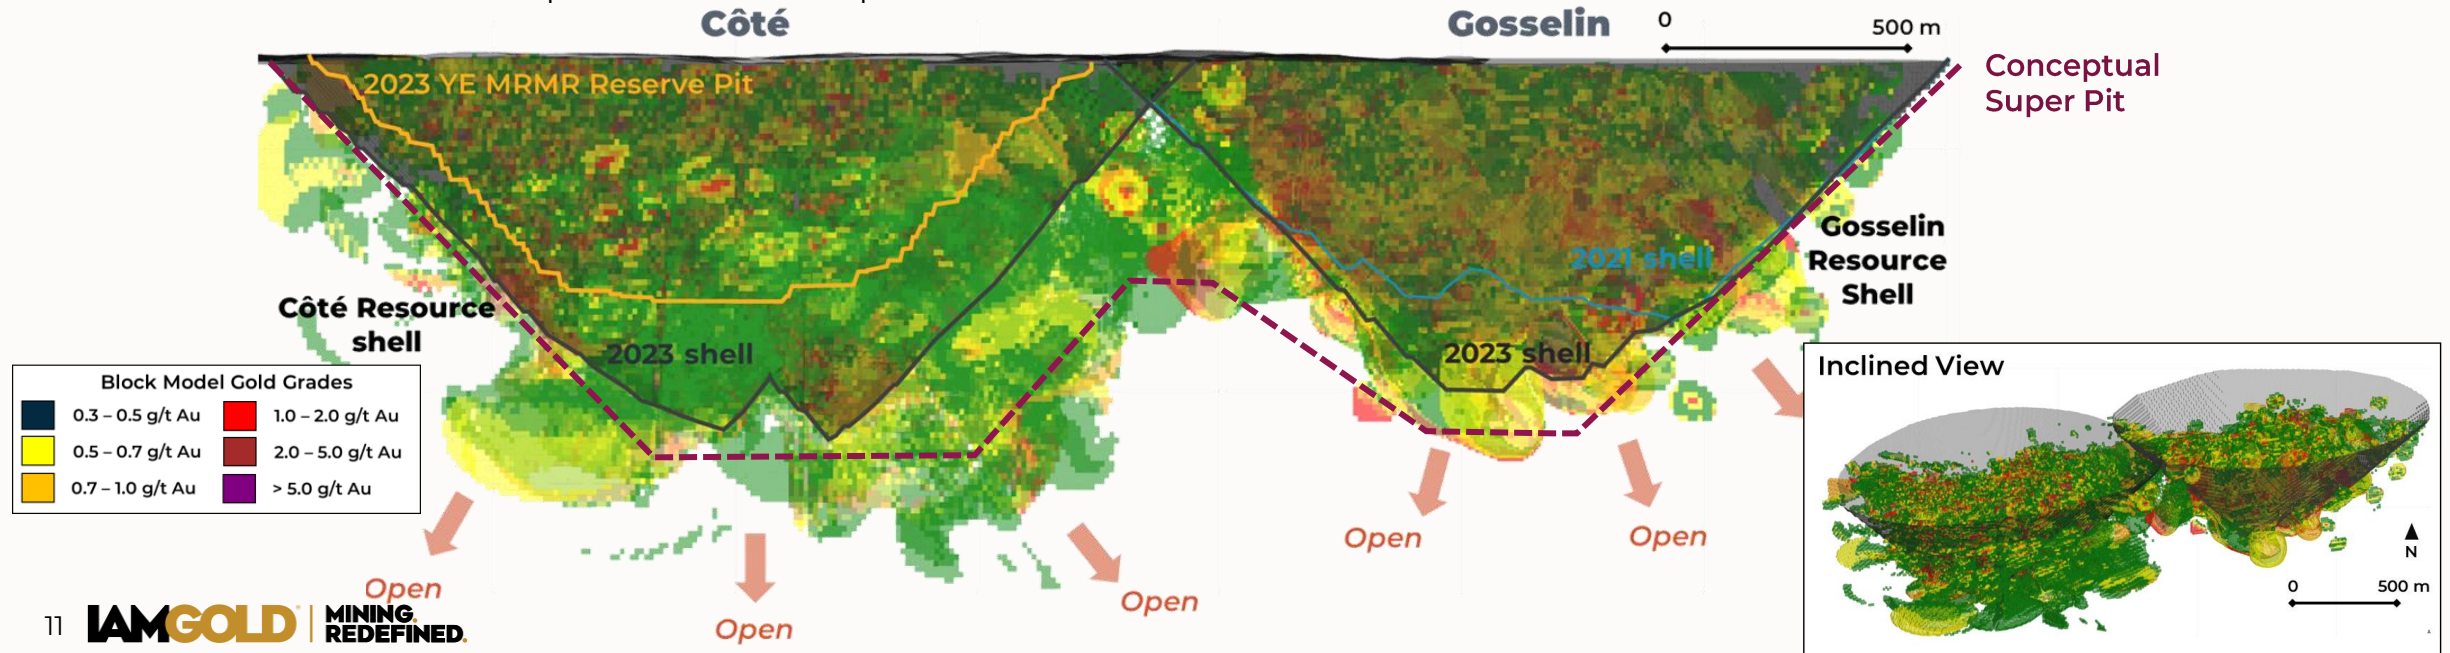 Côté
Gosselin
0 500 m
2023 YE MRMR Reserve Pit
Conceptual
Super Pit
2021 shell
Gosselin
Resource
Shell
Côté Resource
shell
2023 shell
2023 shell
Block Model Gold Grades
0.3 – 0.5 g/t Au
1.0 – 2.0 g/t Au
0.5 – 0.7 g/t Au
2.0 – 5.0 g/t Au
0.7 – 1.0 g/t Au
> 5.0 g/t Au
Open
Open
Open
Open
Open
Inclined View
N
0 500 m
11
IAMGOLD
MINING.
REDEFINED.